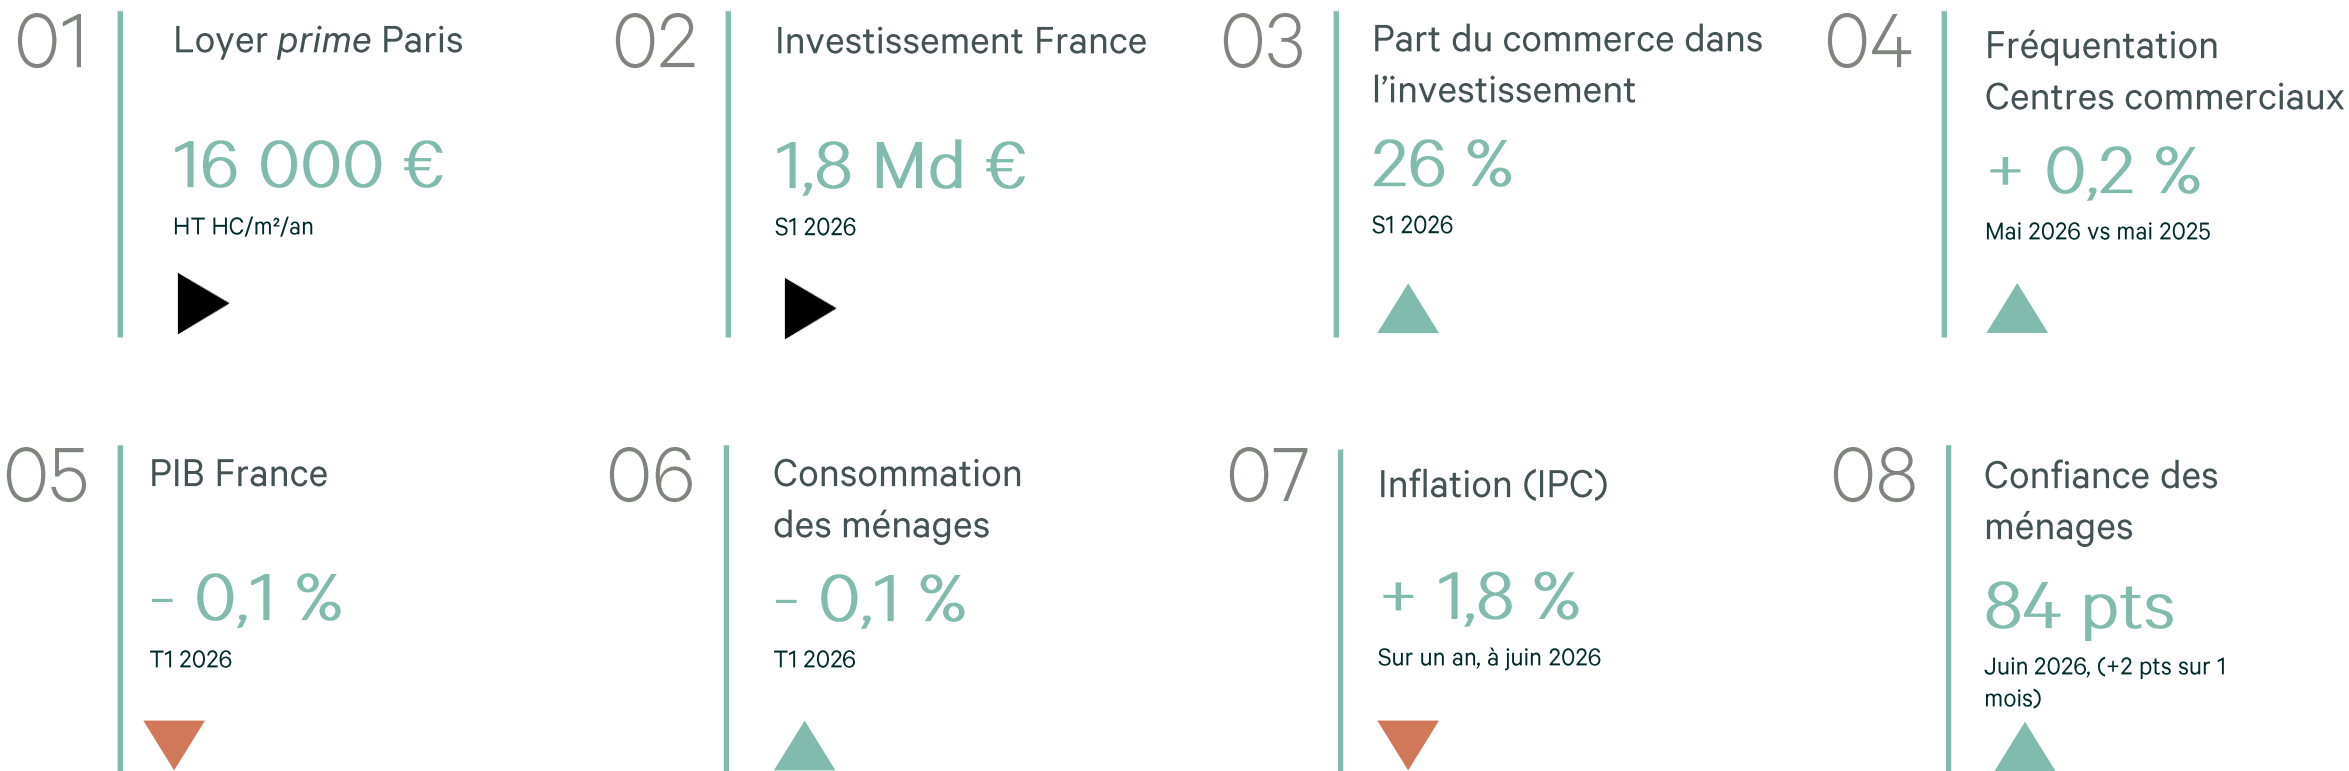 01
Loyer prime Paris
16 000 €
HT HC/m²/an
02
Investissement France
1,8 Md €
S1 2026
03
Part du commerce dans
l’investissement
26 %
S1 2026
04
Fréquentation
Centres commerciaux
+ 0,2 %
Mai 2026 vs mai 2025
05
PIB France
- 0,1 %
T1 2026
06
Consommation
des ménages
- 0,1 %
T1 2026
07
Inflation (IPC)
+ 1,8 %
Sur un an, à juin 2026
08
Confiance des
ménages
84 pts
Juin 2026, (+2 pts sur 1
mois)